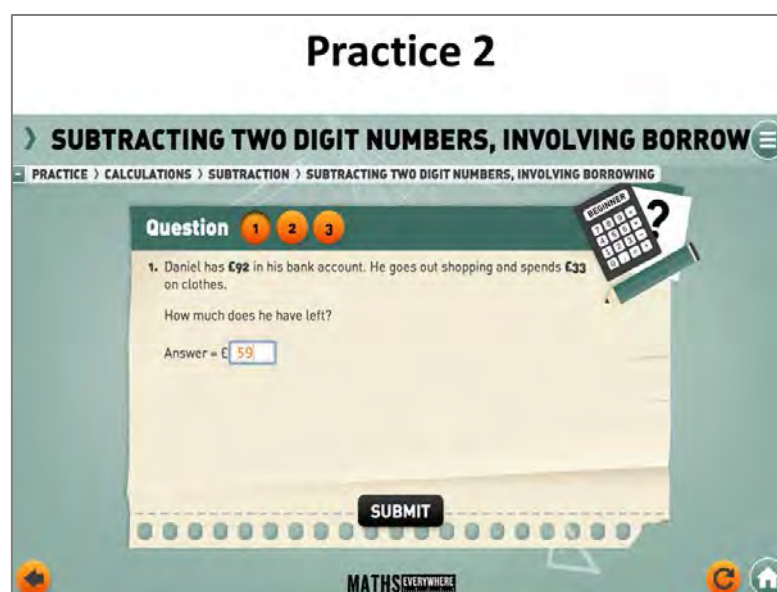 Practice 2
› SUBTRACTING TWO DIGIT NUMBERS, INVOLVING BORROW
PRACTICE › CALCULATIONS › SUBTRACTION › SUBTRACTING TWO DIGIT NUMBERS, INVOLVING BORROWING
Question 1 2 3
BEGINNER
?
1. Daniel has £92 in his bank account. He goes out shopping and spends £33
on clothes.
How much does he have left?
Answer = £ 59
SUBMIT
MATHS EVERYWHERE